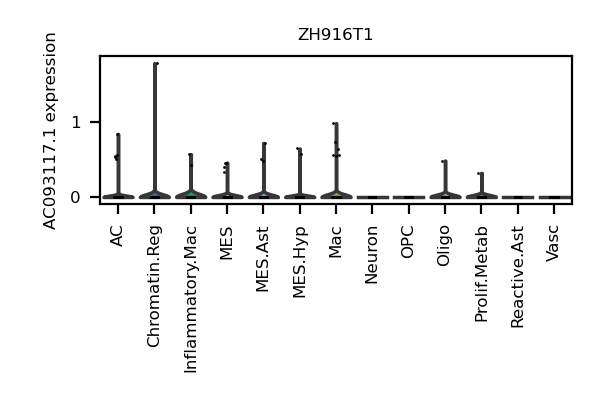 ZH916T1
AC093117.1 expression
1
0
AC
Chromatin.Reg
Inflammatory.Mac
MES
MES.Ast
MES.Hyp
Mac
Neuron
OPC
Oligo
Prolif.Metab
Reactive.Ast
Vasc